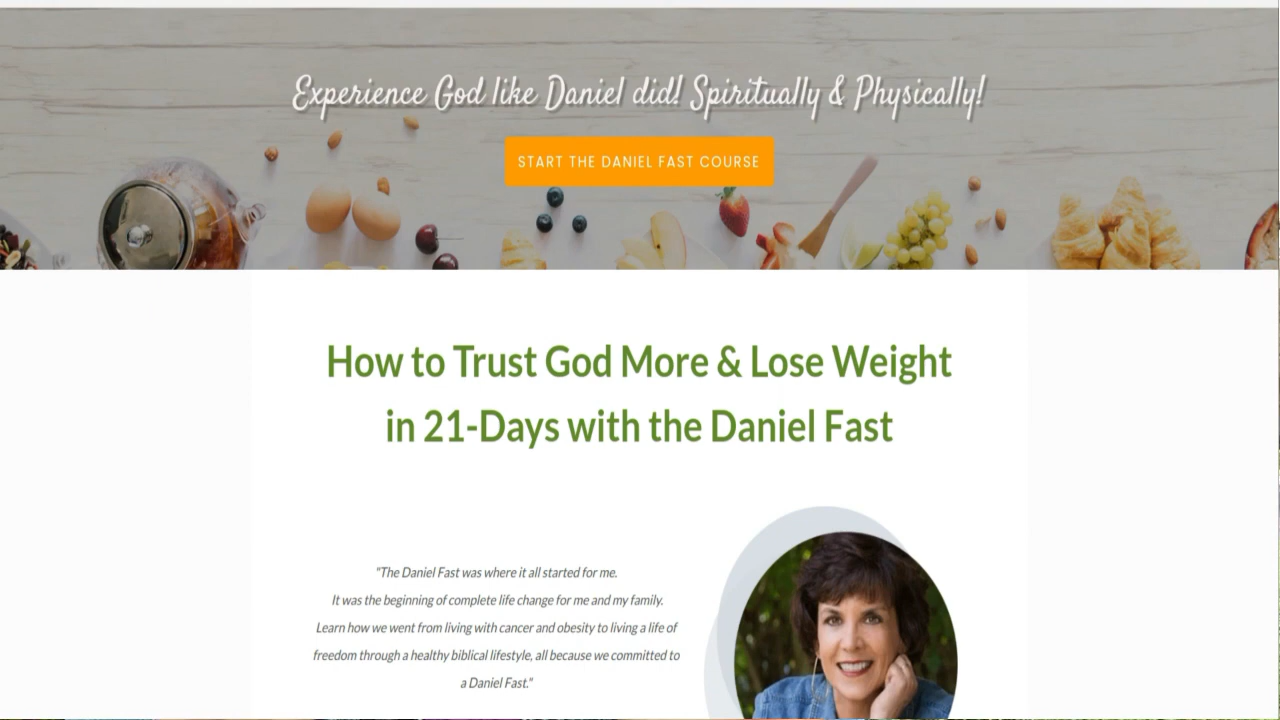 Experience God like Daniel did! Spiritually & Physically!
START THE DANIEL FAST COURSE
How to Trust God More & Lose Weight
in 21-Days with the Daniel Fast
"The Daniel Fast was where it all started for me.
It was the beginning of complete life change for me and my family.
Learn how we went from living with cancer and obesity to living a life of
freedom through a healthy biblical lifestyle, all because we committed to
a Daniel Fast."